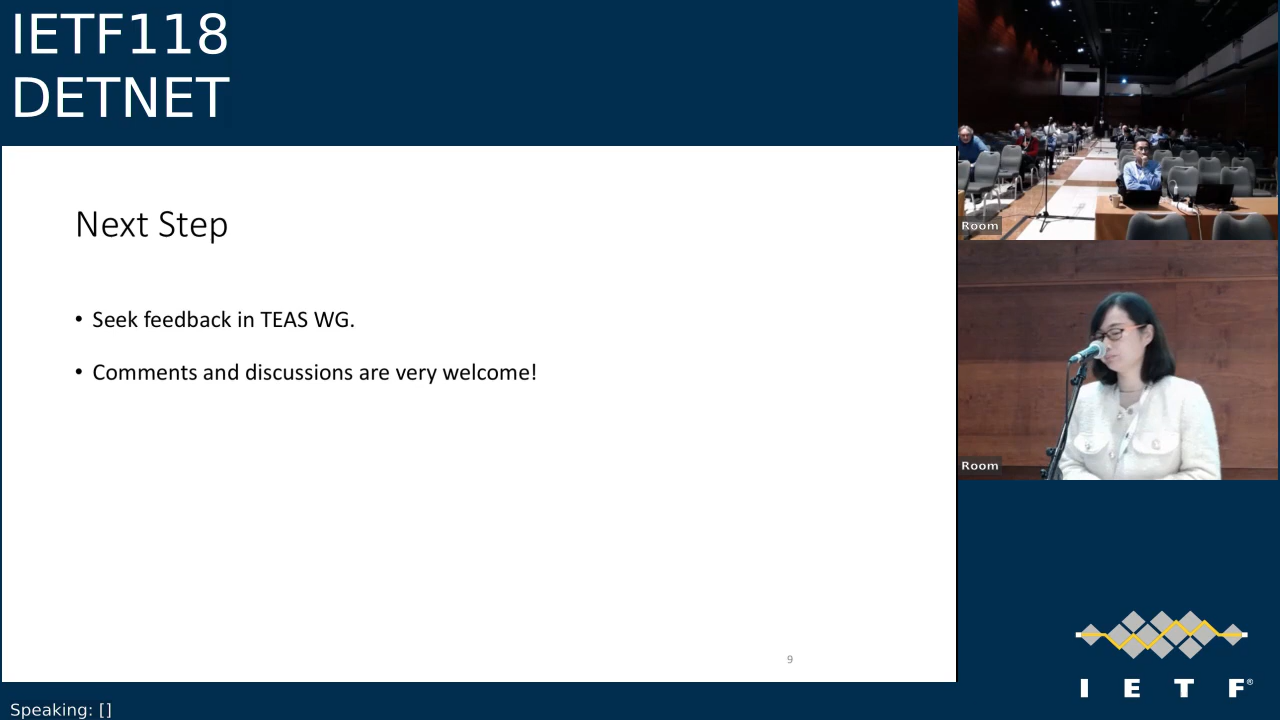 IETF118
DETNET
Next Step
• Seek feedback in TEAS WG.
• Comments and discussions are very welcome!
9
Room
Room
I E T F®
Speaking: []